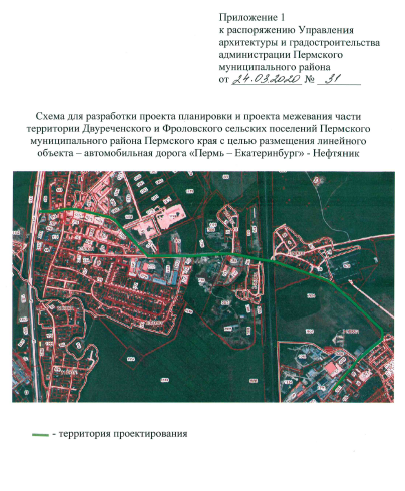 Приложение 1
к распоряжению Управления
архитектуры и градостроительства
администрации Пермского
муниципального района
от 24.03.2020 № 31
Схема для разработки проекта планировки и проекта межевания части
территории Двуреченского и Фроловского сельских поселений Пермского
муниципального района Пермского края с целью размещения линейного
объекта – автомобильная дорога «Пермь – Екатеринбург» - Нефтяник
- территория проектирования